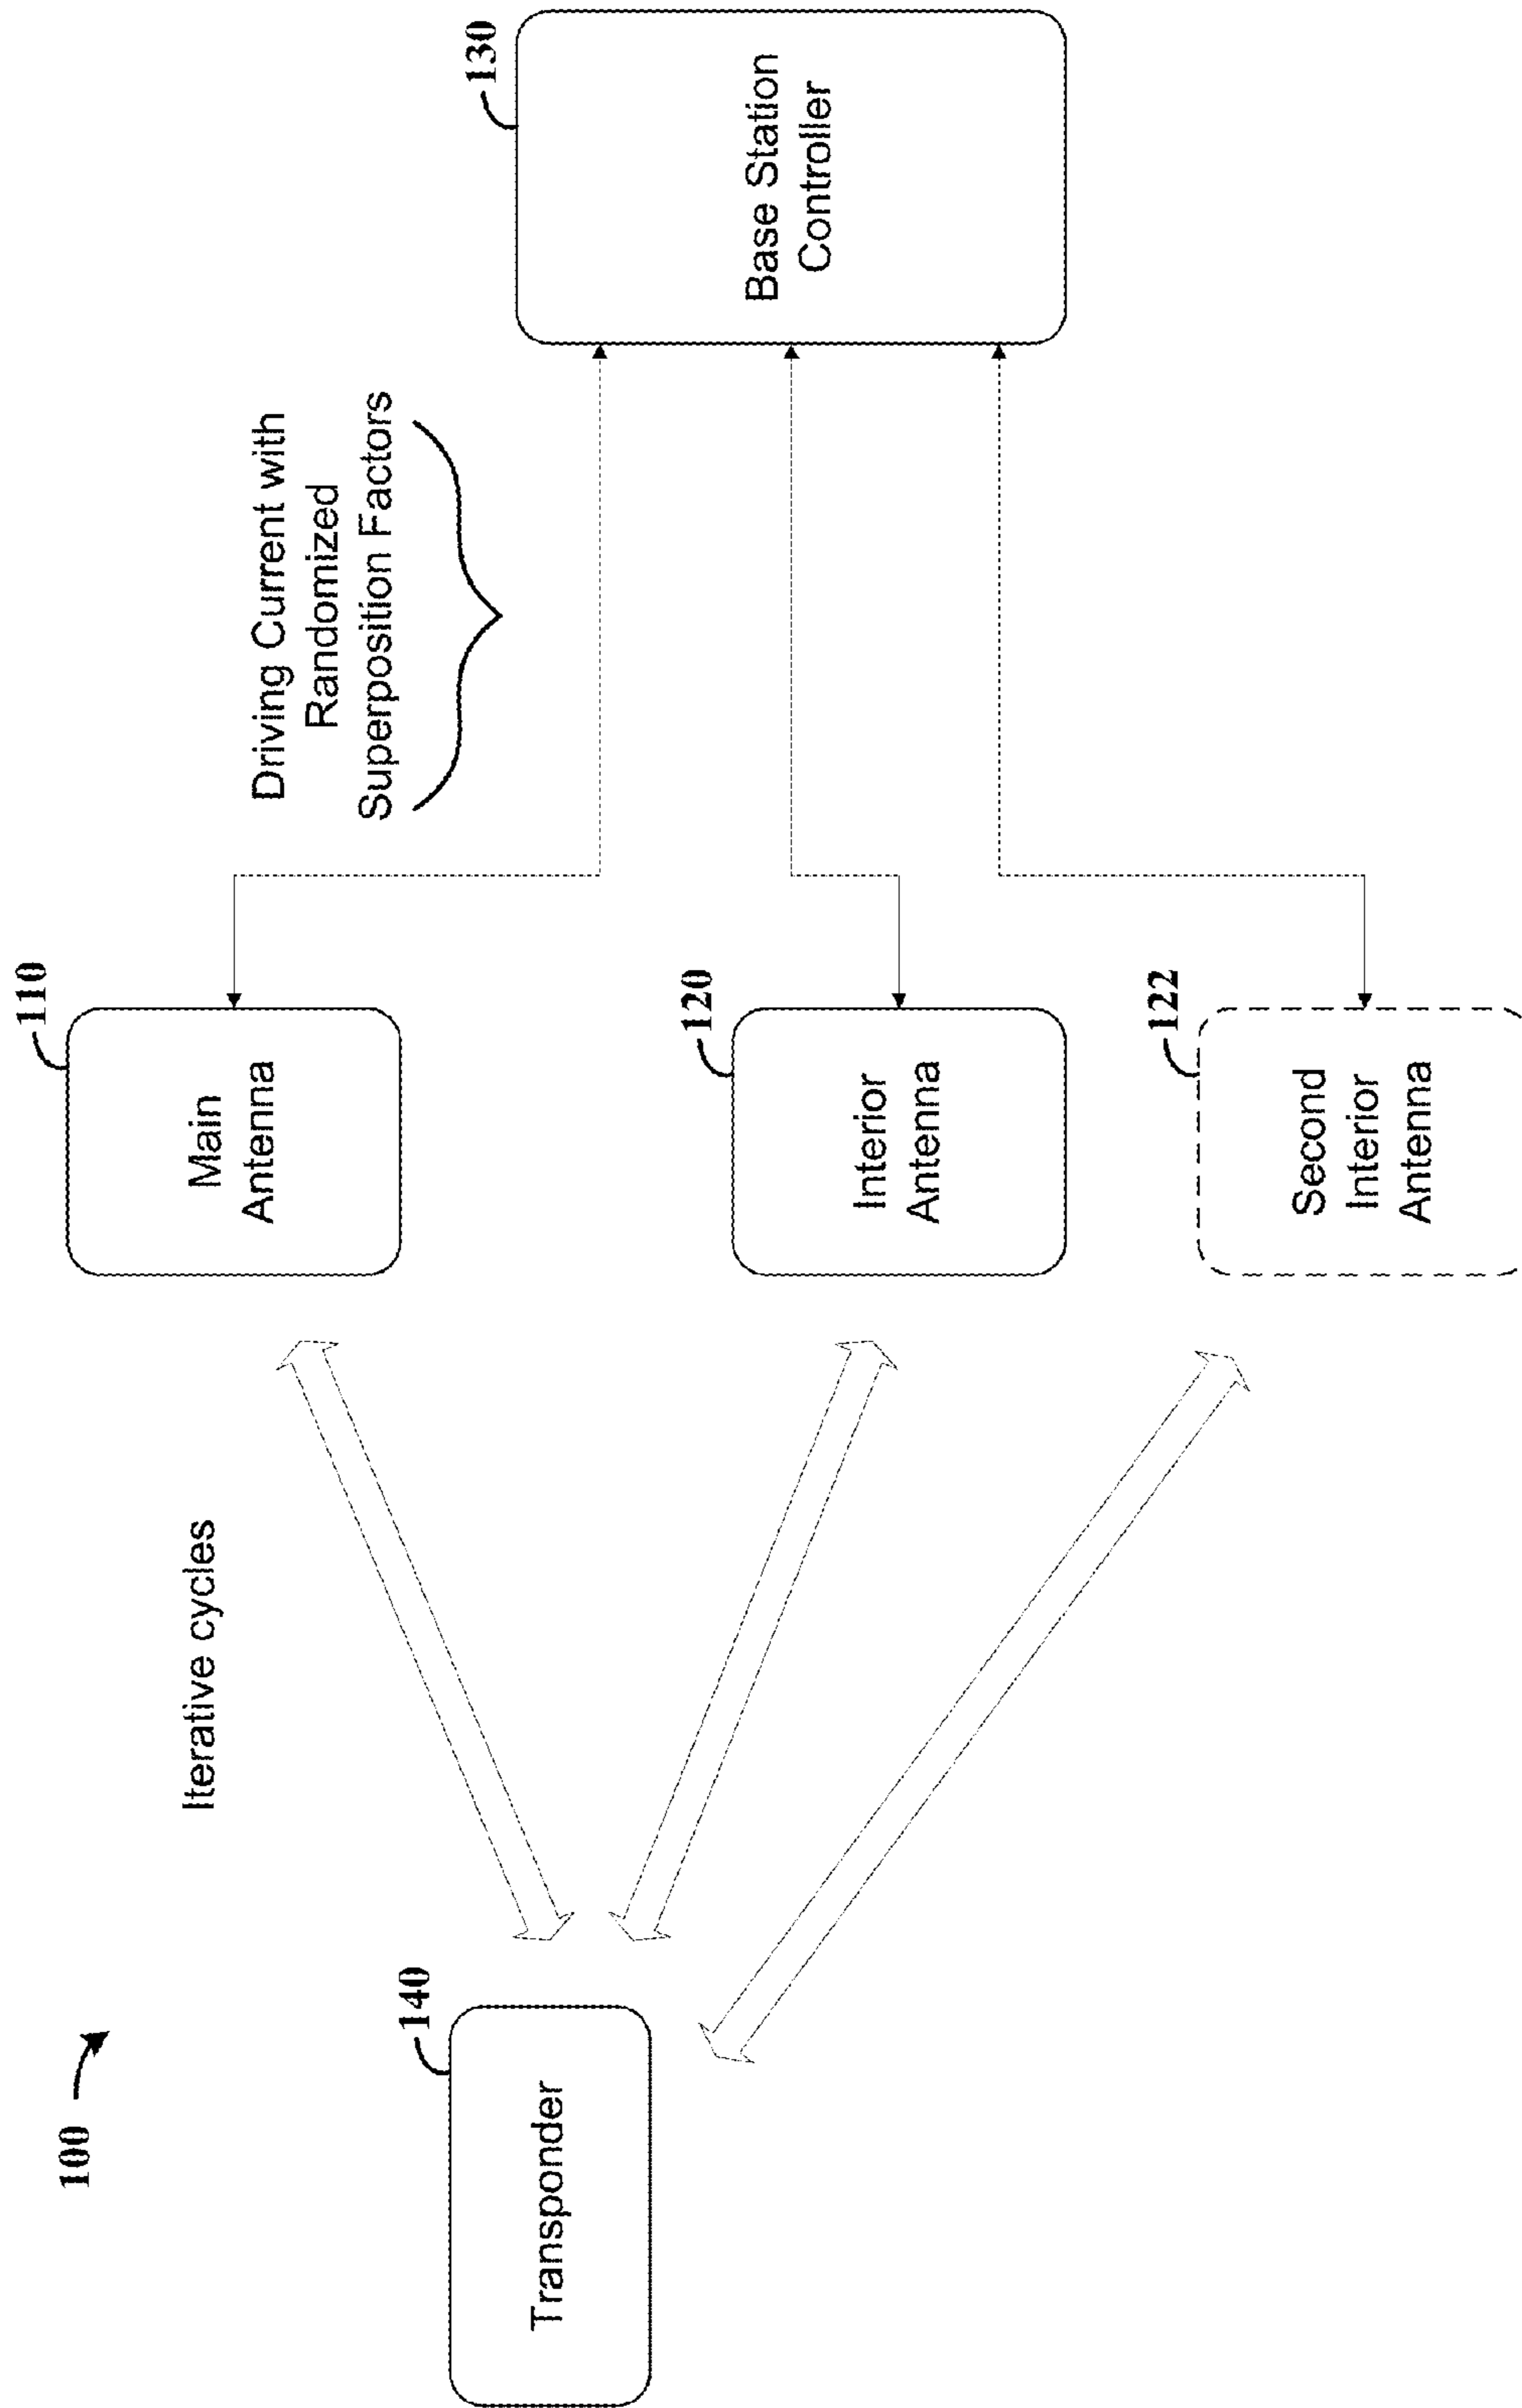 100
Transponder
140
Iterative cycles
Main
Antenna
110
Interior
Antenna
120
Second
Interior
Antenna
122
Driving Current with
Randomized
Superposition Factors
Base Station
Controller
130